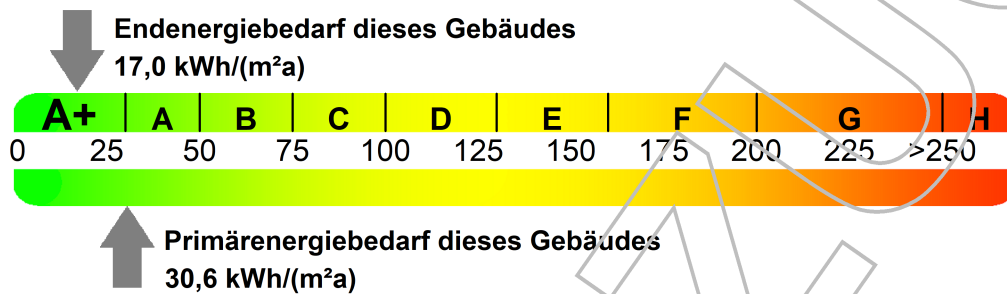 Endenergiebedarf dieses Gebäudes
17,0 kWh/(m²a)
A+ A B C D E F G H
0 25 50 75 100 125 150 175 200 225 >250
Primärenergiebedarf dieses Gebäudes
30,6 kWh/(m²a)